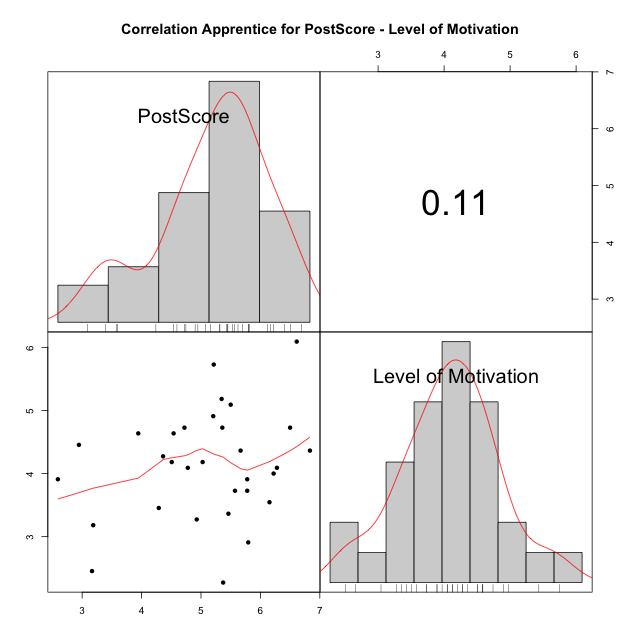 Correlation Apprentice for PostScore - Level of Motivation
3 4 5 6
PostScore
0.11
7
6
5
4
3
Level of Motivation
6
5
4
3
3 4 5 6 7